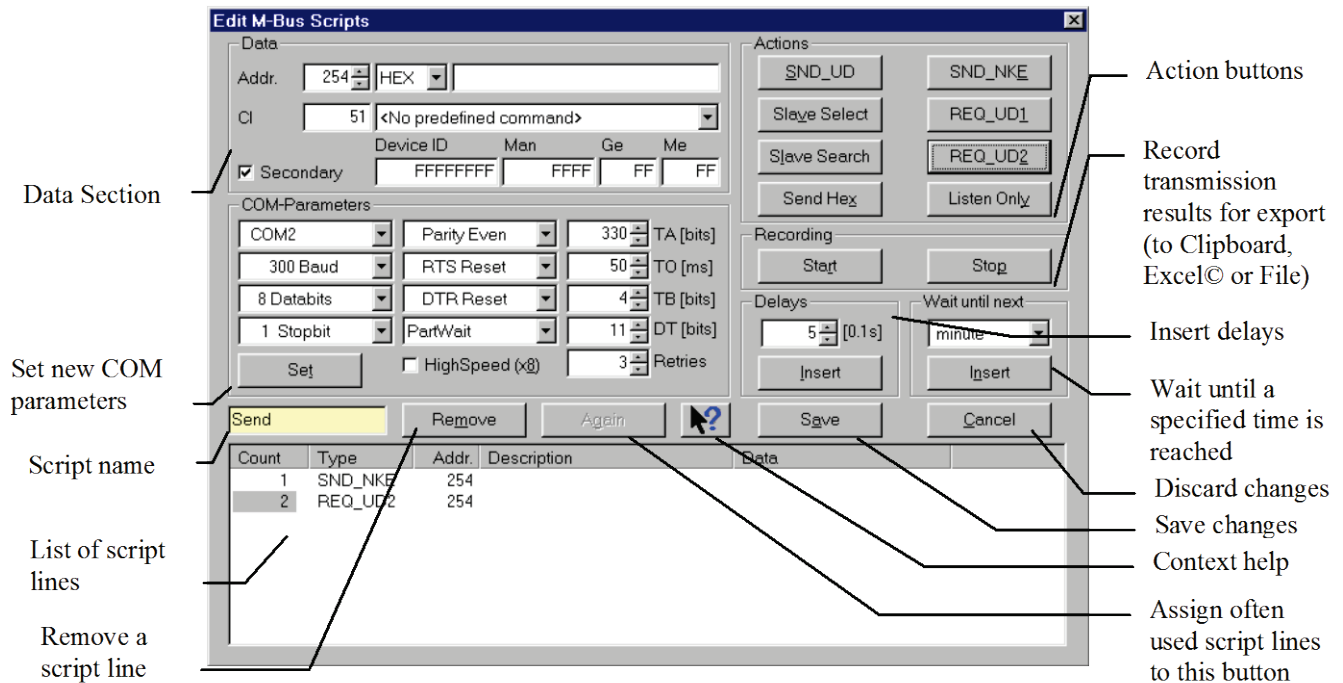 Edit M-Bus Scripts
Data
Addr. 254 HEX
CI 51 <No predefined command>
Device ID Man Ge Me
Secondary FFFFFFFF FFFF FF FF
COM-Parameters
COM2 Parity Even 330 TA [bits]
300 Baud RTS Reset 50 TO [ms]
8 Databits DTR Reset 4 TB [bits]
1 Stopbit PartWait 11 DT [bits]
Set HighSpeed (x8) 3 Retries
Actions
SND_UD SND_NKE
Slave Select REQ_UD1
Slave Search REQ_UD2
Send Hex Listen Only
Recording
Start Stop
Delays Wait until next
5 [0.1s] minute
Insert Insert
Send Remove Again ? Save Cancel
Count Type Addr. Description Data
1 SND_NKE 254
2 REQ_UD2 254
Data Section
Set new COM
parameters
Script name
List of script
lines
Remove a
script line
Action buttons
Record
transmission
results for export
(to Clipboard,
Excel© or File)
Insert delays
Wait until a
specified time is
reached
Discard changes
Save changes
Context help
Assign often
used script lines
to this button